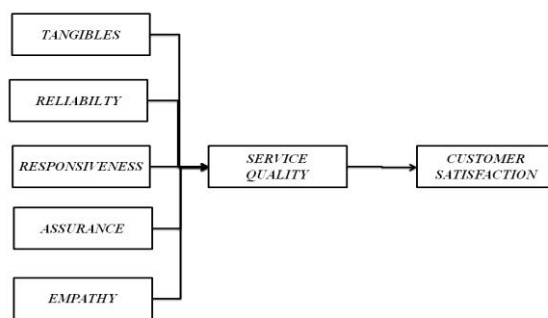 TANGIBLES
RELIABILTY
RESPONSIVENESS
ASSURANCE
EMPATHY
SERVICE
QUALITY
CUSTOMER
SATISFACTION